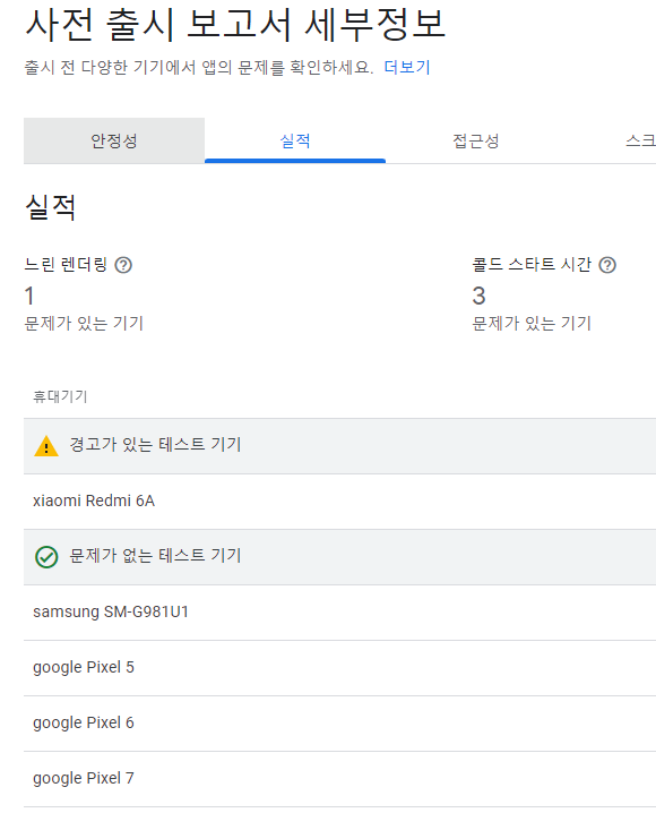 사전 출시 보고서 세부정보
출시 전 다양한 기기에서 앱의 문제를 확인하세요. 더보기
안정성 실적 접근성 스크
실적
느린 렌더링 콜드 스타트 시간
1 3
문제가 있는 기기 문제가 있는 기기
휴대기기
경고가 있는 테스트 기기
xiaomi Redmi 6A
문제가 없는 테스트 기기
samsung SM-G981U1
google Pixel 5
google Pixel 6
google Pixel 7